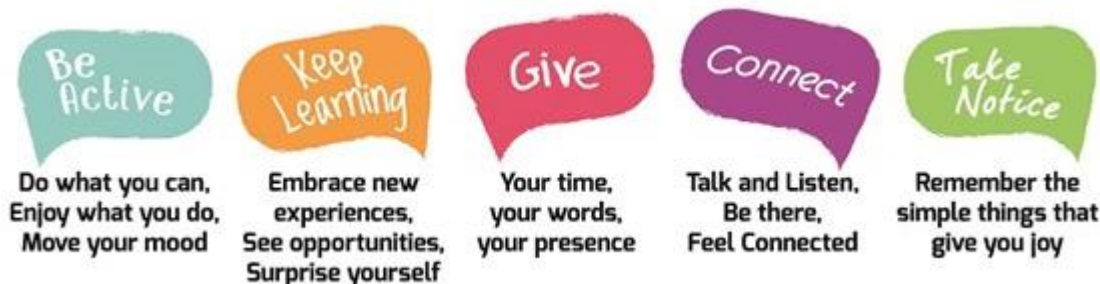 Be
Active
Do what you can,
Enjoy what you do,
Move your mood
Keep
Learning
Embrace new
experiences,
See opportunities,
Surprise yourself
Give
Your time,
your words,
your presence
Connect
Talk and Listen,
Be there,
Feel Connected
Take
Notice
Remember the
simple things that
give you joy